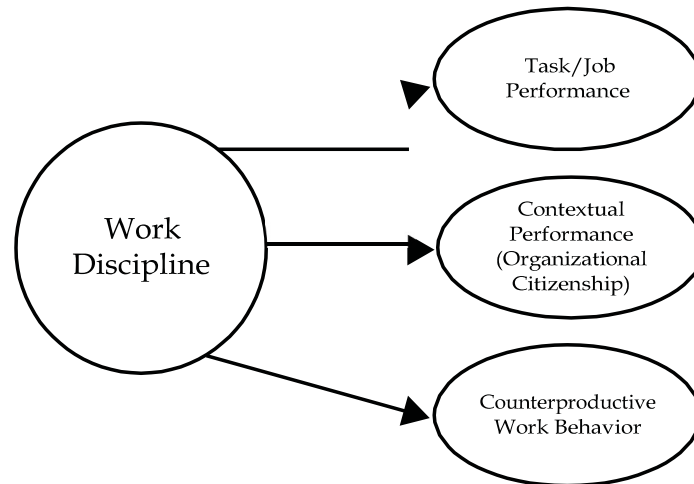 Work
Discipline
Task/Job
Performance
Contextual
Performance
(Organizational
Citizenship)
Counterproductive
Work Behavior